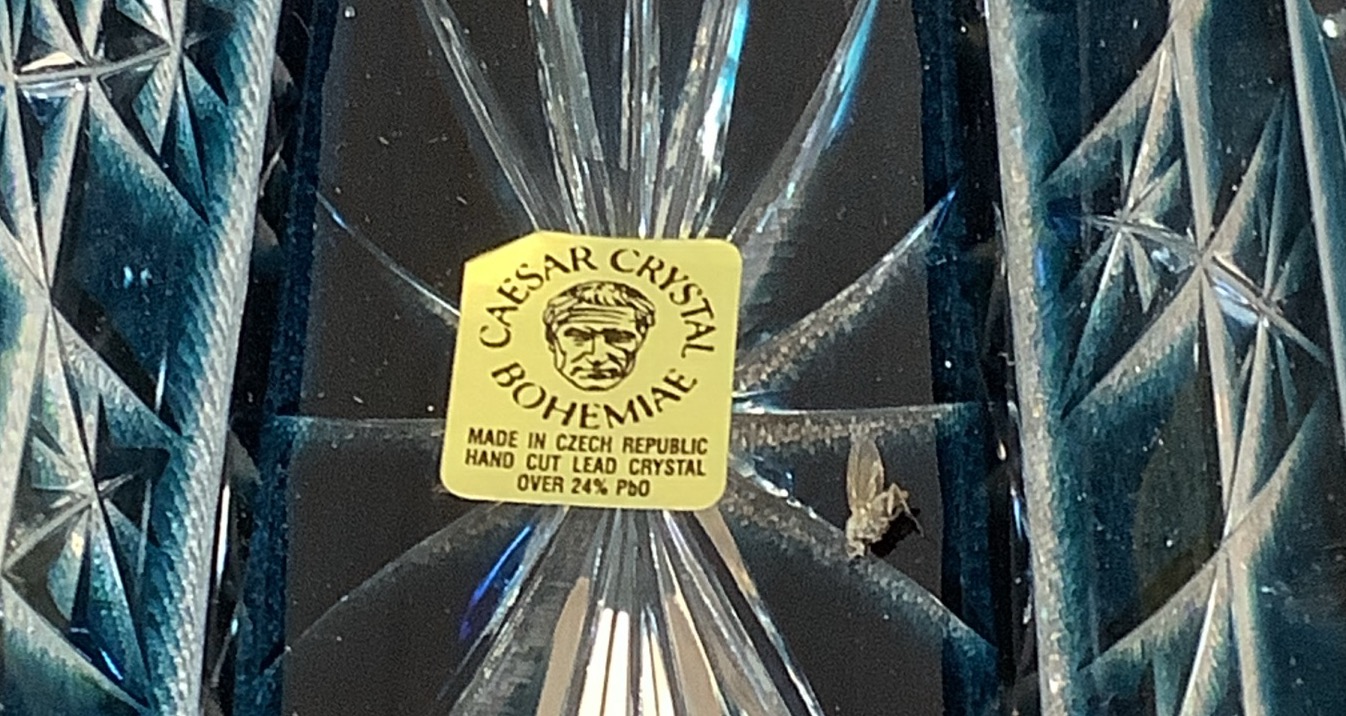 CAESAR CRYSTAL
BOHEMIAE
MADE IN CZECH REPUBLIC
HAND CUT LEAD CRYSTAL
OVER 24% PbO